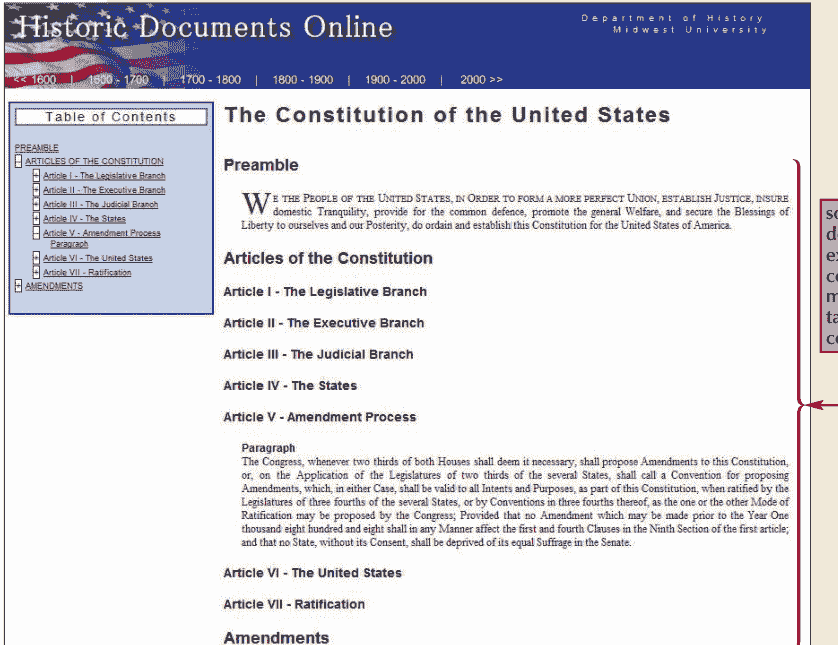 Historic Documents Online
Department of History
Midwest University
<< 1600 | 1600 - 1700 | 1700 - 1800 | 1800 - 1900 | 1900 - 2000 | 2000 >>
Table of Contents
PREAMBLE
- ARTICLES OF THE CONSTITUTION
+ Article I - The Legislative Branch
+ Article II - The Executive Branch
+ Article III - The Judicial Branch
+ Article IV - The States
- Article V - Amendment Process
Paragraph
+ Article VI - The United States
+ Article VII - Ratification
+ AMENDMENTS
The Constitution of the United States
Preamble
WE THE PEOPLE OF THE UNITED STATES, IN ORDER TO FORM A MORE PERFECT UNION, ESTABLISH JUSTICE, INSURE
domestic Tranquility, provide for the common defence, promote the general Welfare, and secure the Blessings of
Liberty to ourselves and our Posterity, do ordain and establish this Constitution for the United States of America.
Articles of the Constitution
Article I - The Legislative Branch
Article II - The Executive Branch
Article III - The Judicial Branch
Article IV - The States
Article V - Amendment Process
Paragraph
The Congress, whenever two thirds of both Houses shall deem it necessary, shall propose Amendments to this Constitution,
or, on the Application of the Legislatures of two thirds of the several States, shall call a Convention for proposing
Amendments, which, in either Case, shall be valid to all Intents and Purposes, as part of this Constitution, when ratified by the
Legislatures of three fourths of the several States, or by Conventions in three fourths thereof, as the one or the other Mode of
Ratification may be proposed by the Congress; Provided that no Amendment which may be made prior to the Year One
thousand eight hundred and eight shall in any Manner affect the first and fourth Clauses in the Ninth Section of the first article;
and that no State, without its Consent, shall be deprived of its equal Suffrage in the Senate.
Article VI - The United States
Article VII - Ratification
Amendments